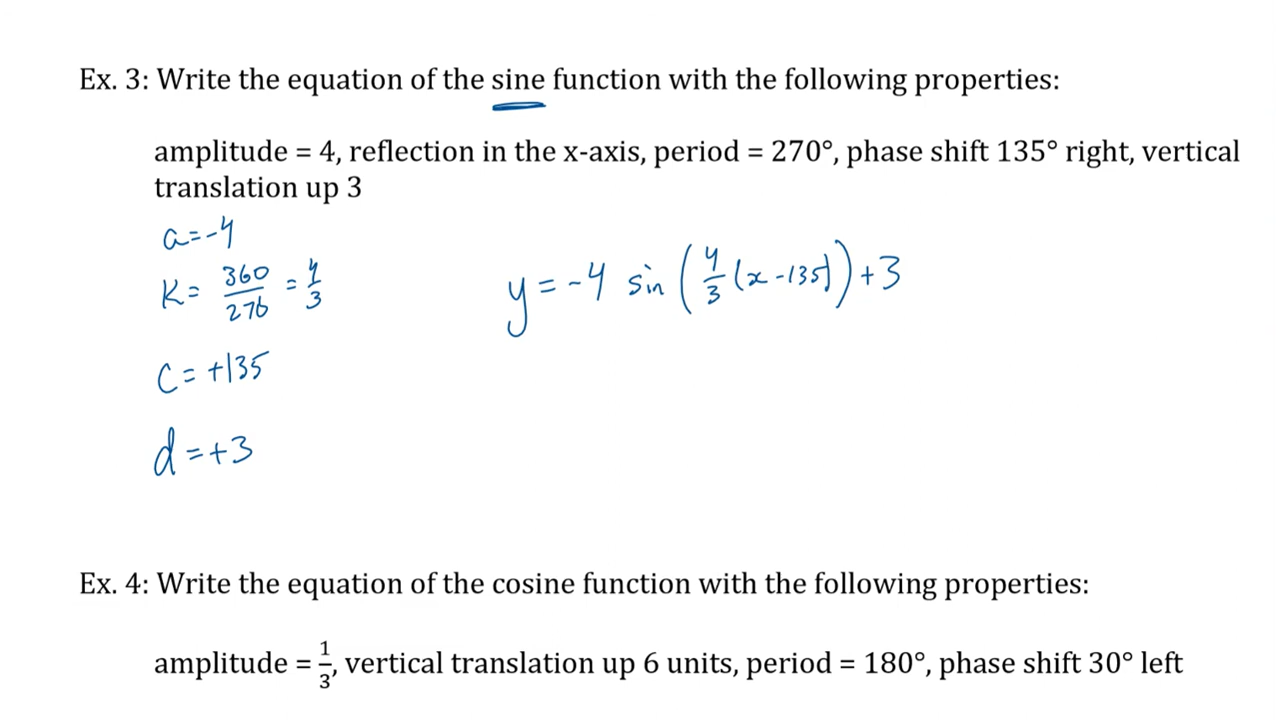 Ex. 3: Write the equation of the sine function with the following properties:
amplitude = 4, reflection in the x-axis, period = 270°, phase shift 135° right, vertical
translation up 3
a = -4
K = 360/270 = 4/3
y = -4 sin (4/3 (x - 135)) + 3
C = +135
d = +3
Ex. 4: Write the equation of the cosine function with the following properties:
amplitude = 1/3, vertical translation up 6 units, period = 180°, phase shift 30° left